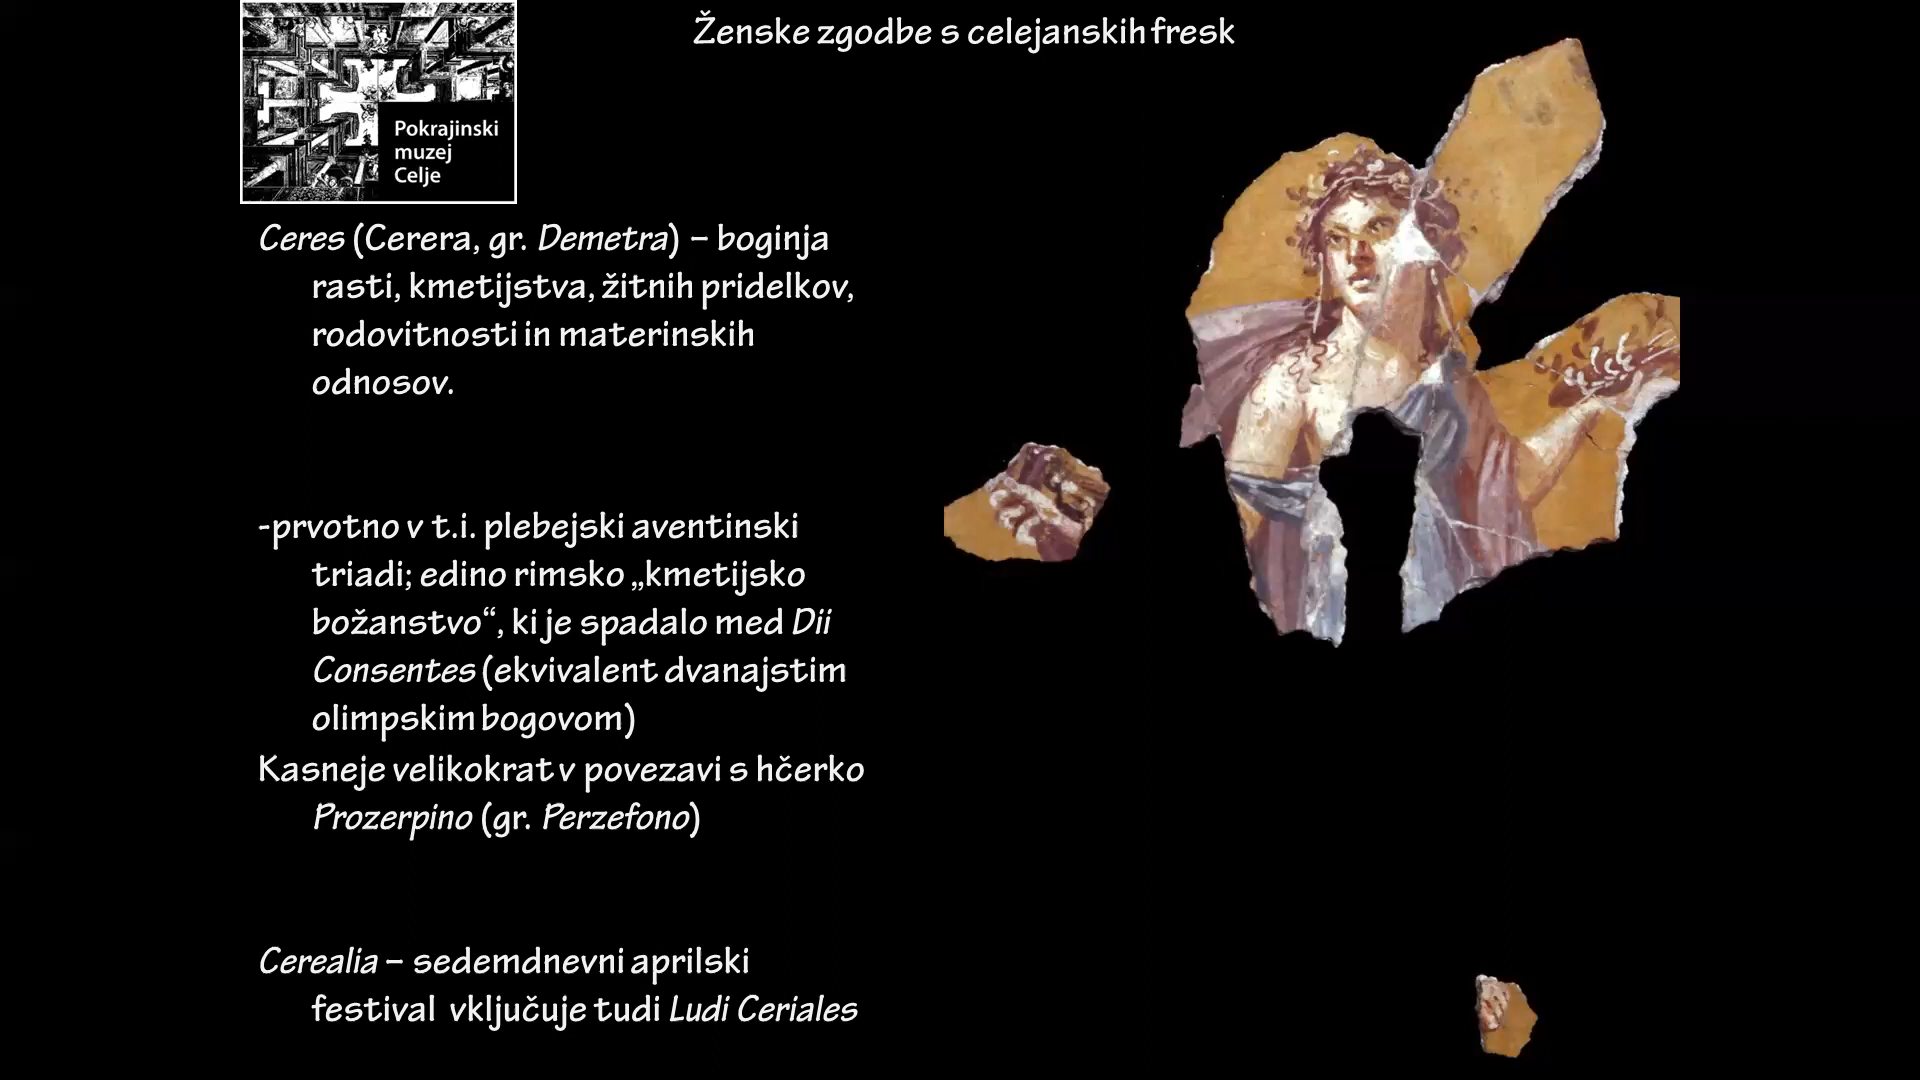 Ženske zgodbe s celejanskih fresk
Pokrajinski
muzej
Celje
Ceres (Cerera, gr. Demetra) – boginja
rasti, kmetijstva, žitnih pridelkov,
rodovitnosti in materinskih
odnosov.
-prvotno v t.i. plebejski aventinski
triadi; edino rimsko „kmetijsko
božanstvo“, ki je spadalo med Dii
Consentes (ekvivalent dvanajstim
olimpskim bogovom)
Kasneje velikokrat v povezavi s hčerko
Prozerpino (gr. Perzefono)
Cerealia – sedemdnevni aprilski
festival vključuje tudi Ludi Ceriales